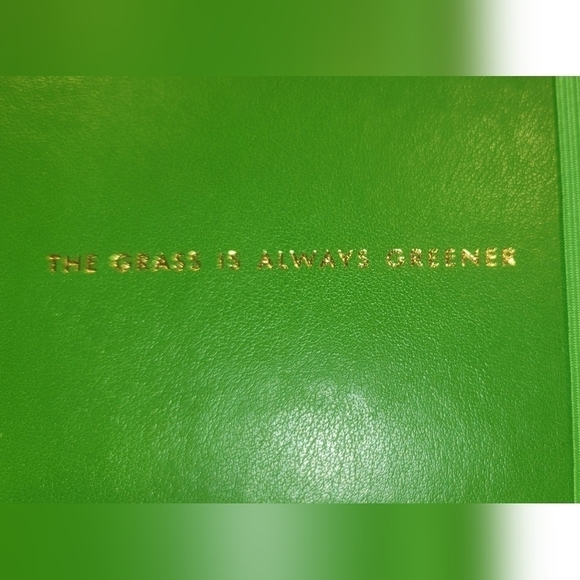 THE GRASS IS ALWAYS GREENER